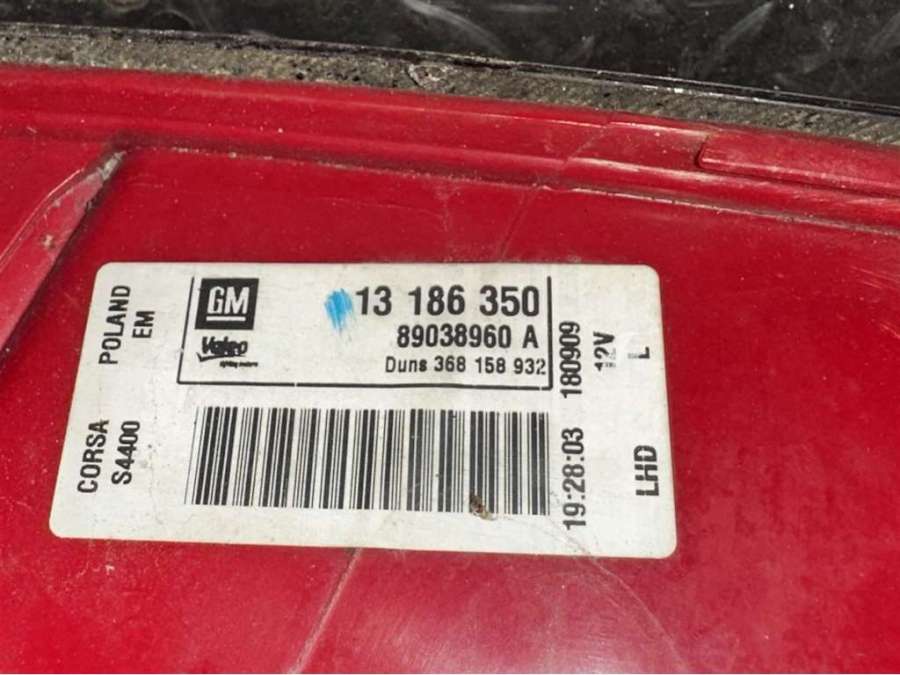 POLAND
EM
CORSA
S4400
GM
Valeo
13 186 350
89038960 A
Duns 368 158 932
19:28:03 180909
12V
LHD L